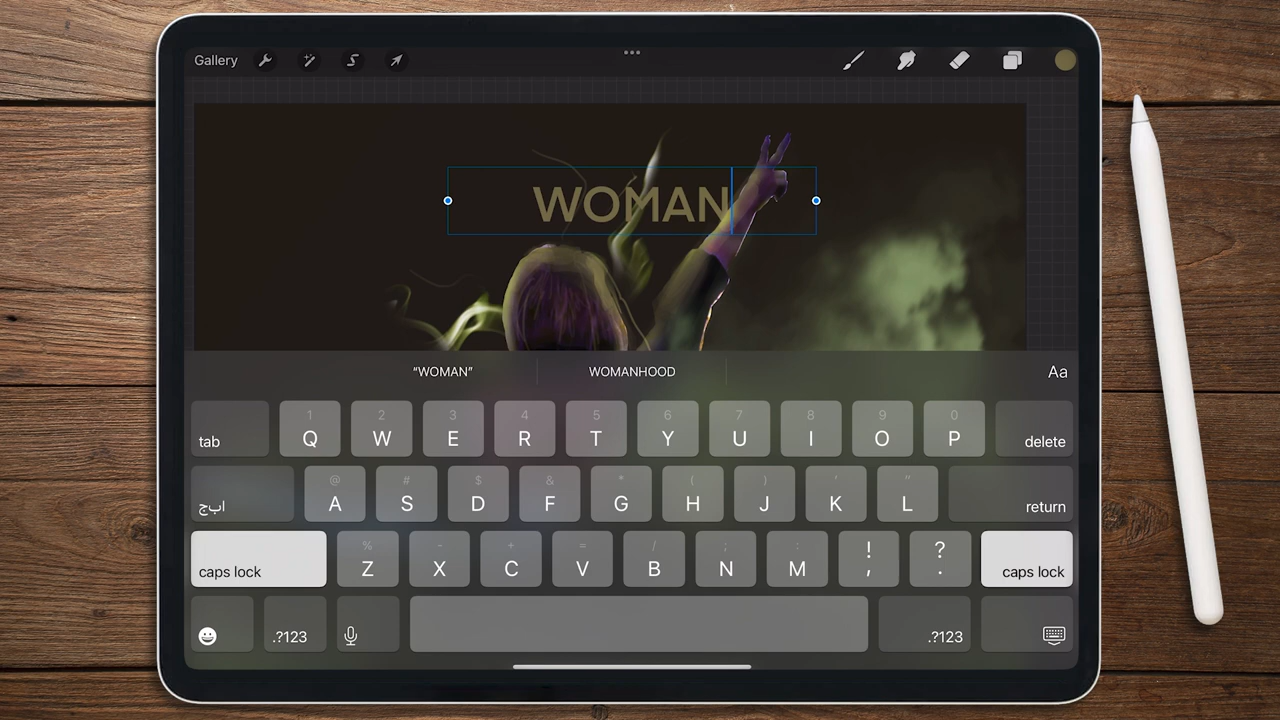 Gallery
WOMAN
“WOMAN” WOMANHOOD Aa
1 2 3 4 5 6 7 8 9 0
tab Q W E R T Y U I O P delete
@ # $ & * ( ) ' "
ابج A S D F G H J K L return
% - + = / ; : ! ?
caps lock Z X C V B N M , . caps lock
.?123 .?123